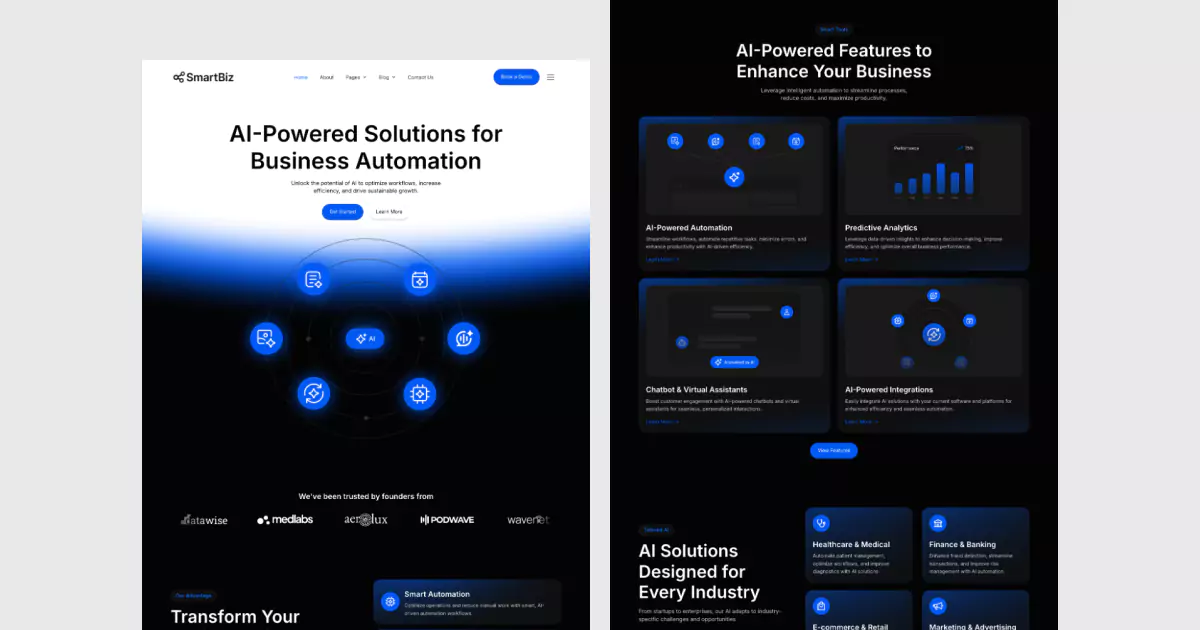 SmartBiz
Home About Pages Blog Contact Us
Book a Demo
AI-Powered Solutions for
Business Automation
Unlock the potential of AI to optimize workflows, increase
efficiency, and drive sustainable growth.
Get Started Learn More
AI
We've been trusted by founders from
atawise medlabs aerolux PODWAVE wavenet
Our Advantage
Transform Your
Smart Automation
Optimize operations and reduce manual work with smart, AI-
driven automation workflows.
Smart Tools
AI-Powered Features to
Enhance Your Business
Leverage intelligent automation to streamline processes,
reduce costs, and maximize productivity.
AI-Powered Automation
Streamline workflows, automate repetitive tasks, minimize errors, and
enhance productivity with AI-driven efficiency.
Learn More
Performance
Predictive Analytics
Leverage data-driven insights to enhance decision-making, improve
efficiency, and optimize overall business performance.
Learn More
Generated by AI
Chatbot & Virtual Assistants
Boost customer engagement with AI-powered chatbots and virtual
assistants for seamless, personalized interactions.
Learn More
AI-Powered Integrations
Easily integrate AI solutions with your current software and platforms for
enhanced efficiency and seamless automation.
Learn More
View Features
AI Solutions
Designed for
Every Industry
From startups to enterprises, our AI adapts to industry-
specific challenges and opportunities
Healthcare & Medical
Automate patient management,
optimize workflows, and improve
diagnostics with AI solutions.
Finance & Banking
Enhance fraud detection, streamline
transactions, and improve risk
management with AI automation.
E-commerce & Retail
Marketing & Advertising